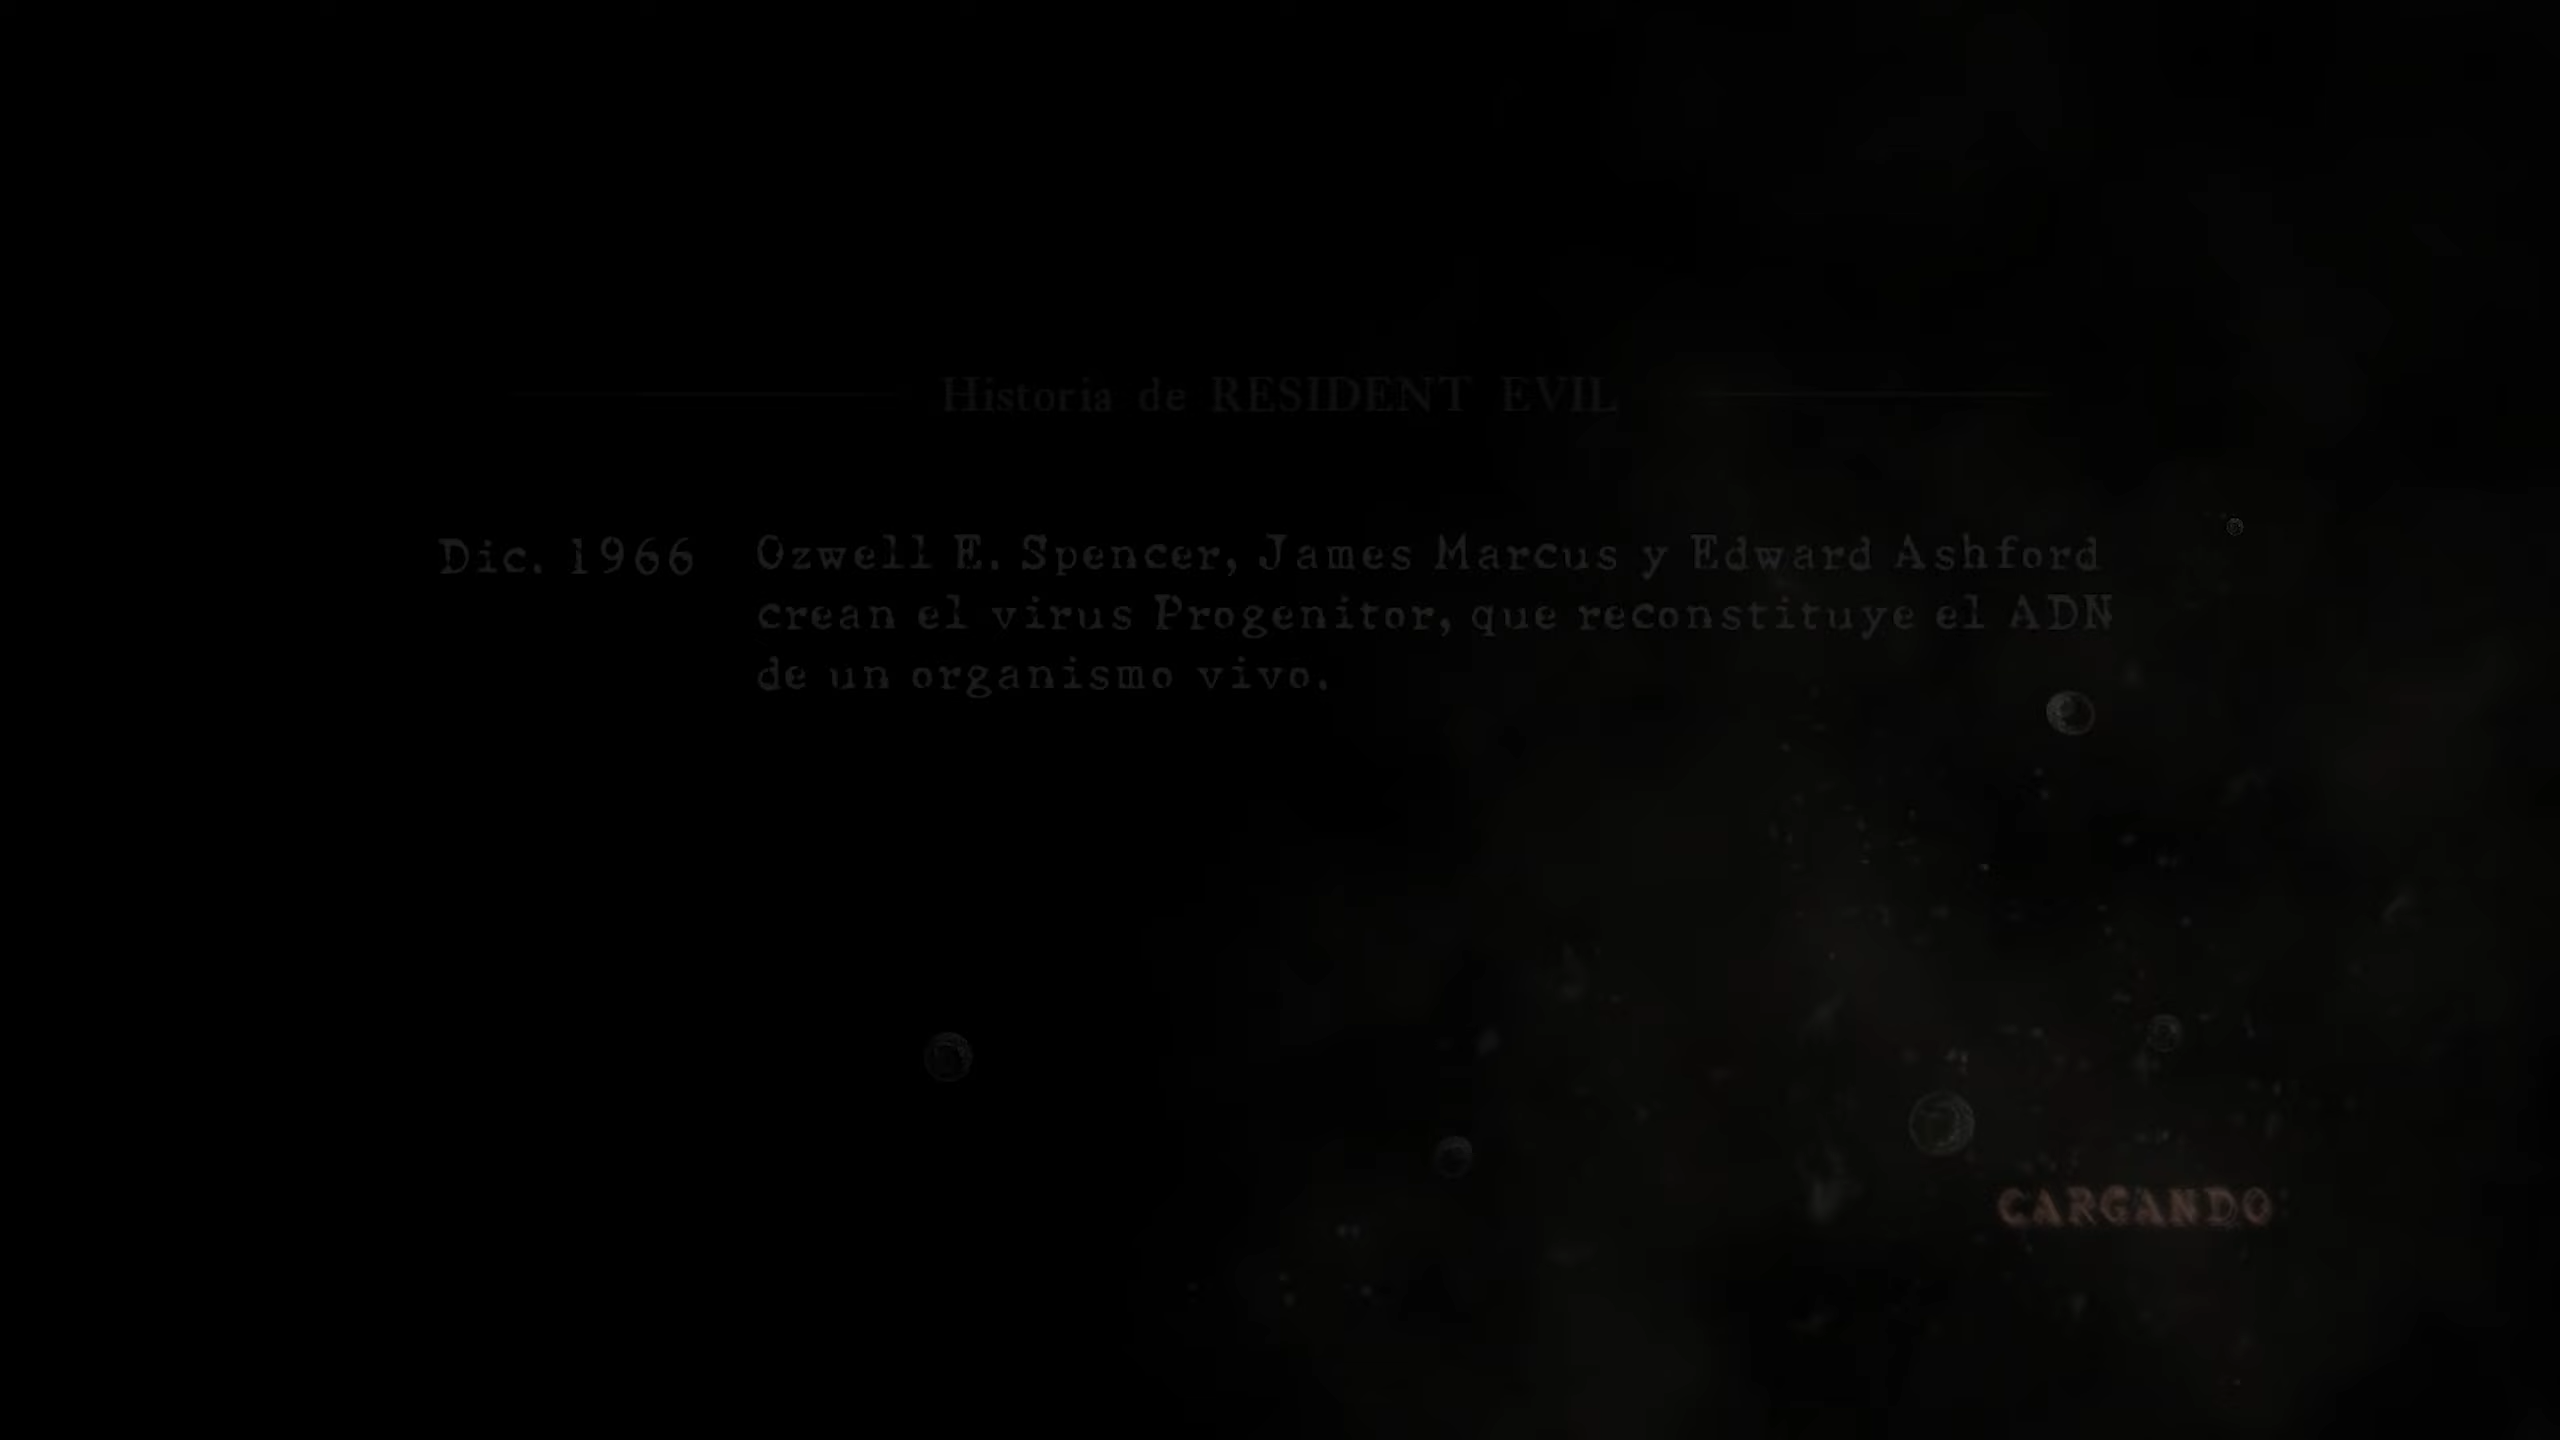 Historia de RESIDENT EVIL
Dic. 1966 Ozwell E. Spencer, James Marcus y Edward Ashford
crean el virus Progenitor, que reconstituye el ADN
de un organismo vivo.
CARGANDO